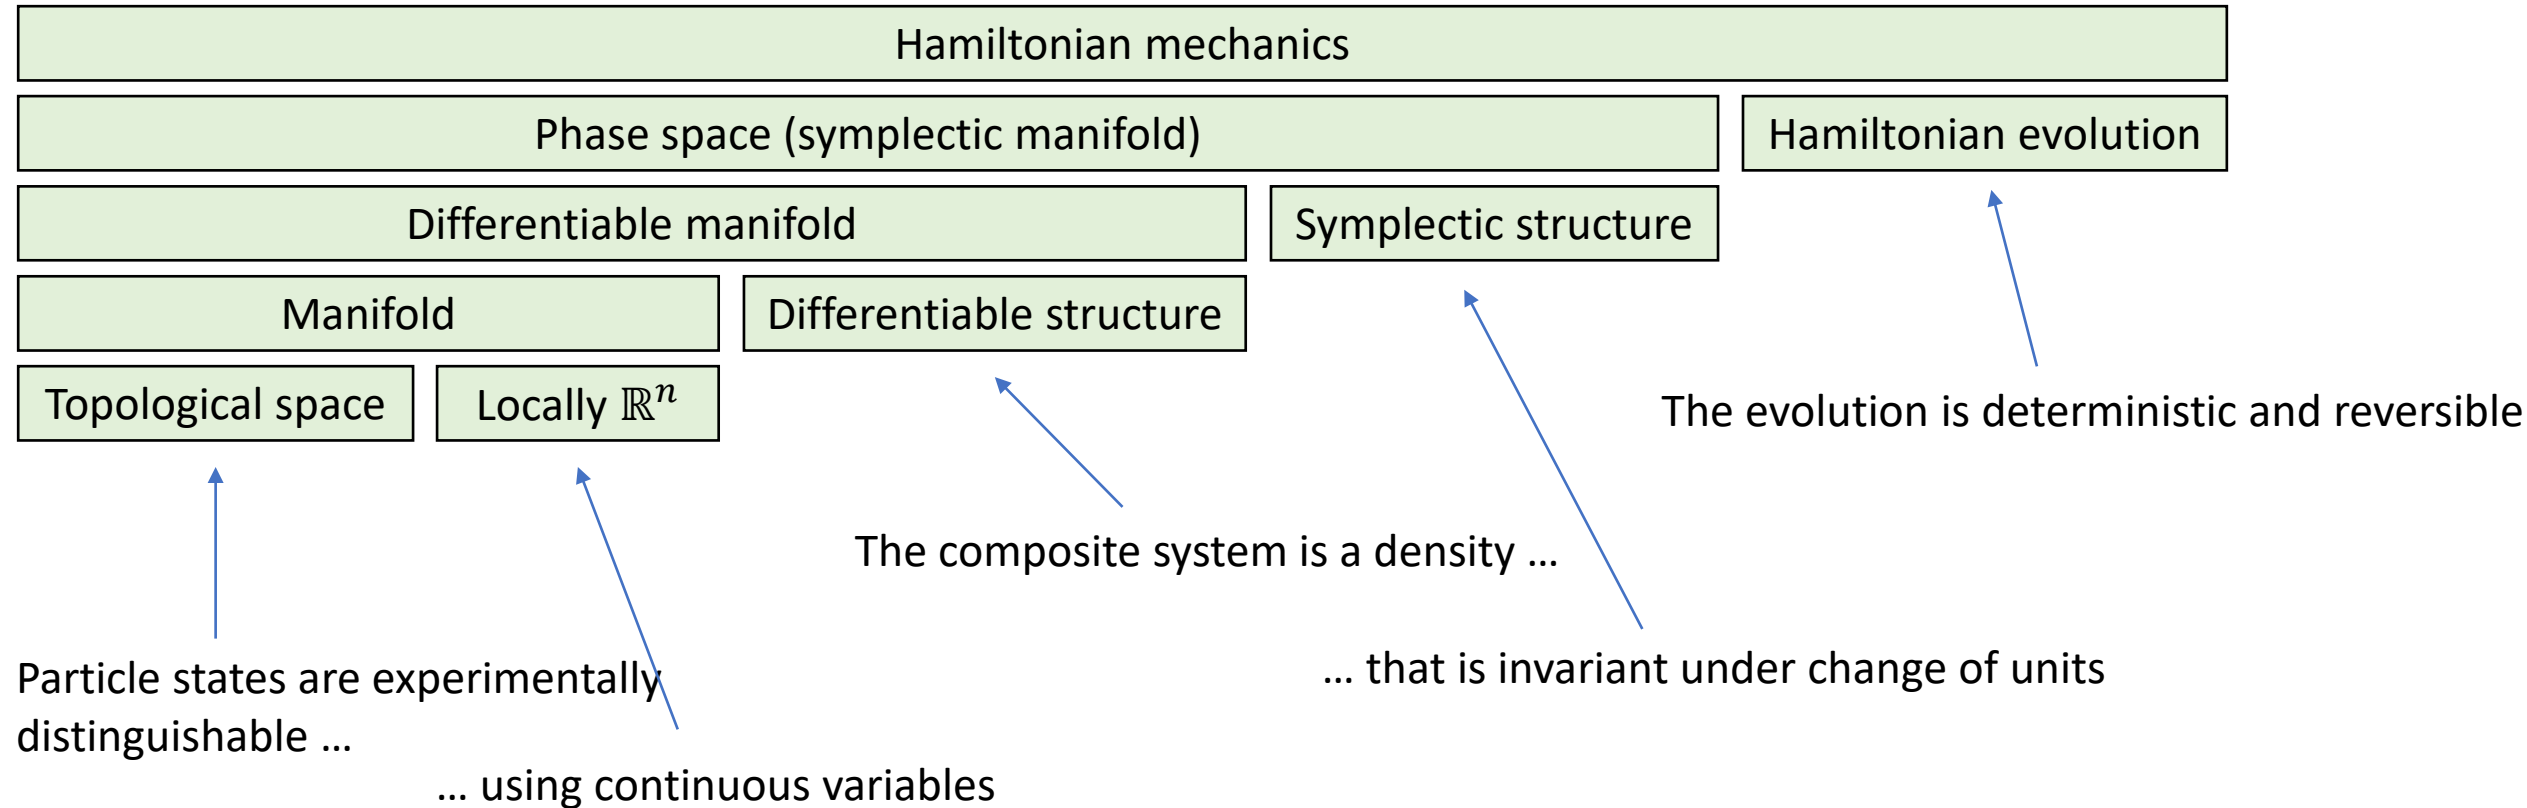 Hamiltonian mechanics
Phase space (symplectic manifold)
Hamiltonian evolution
Differentiable manifold
Symplectic structure
Manifold
Differentiable structure
Topological space
Locally ℝⁿ
The evolution is deterministic and reversible
The composite system is a density …
… that is invariant under change of units
Particle states are experimentally
distinguishable …
… using continuous variables